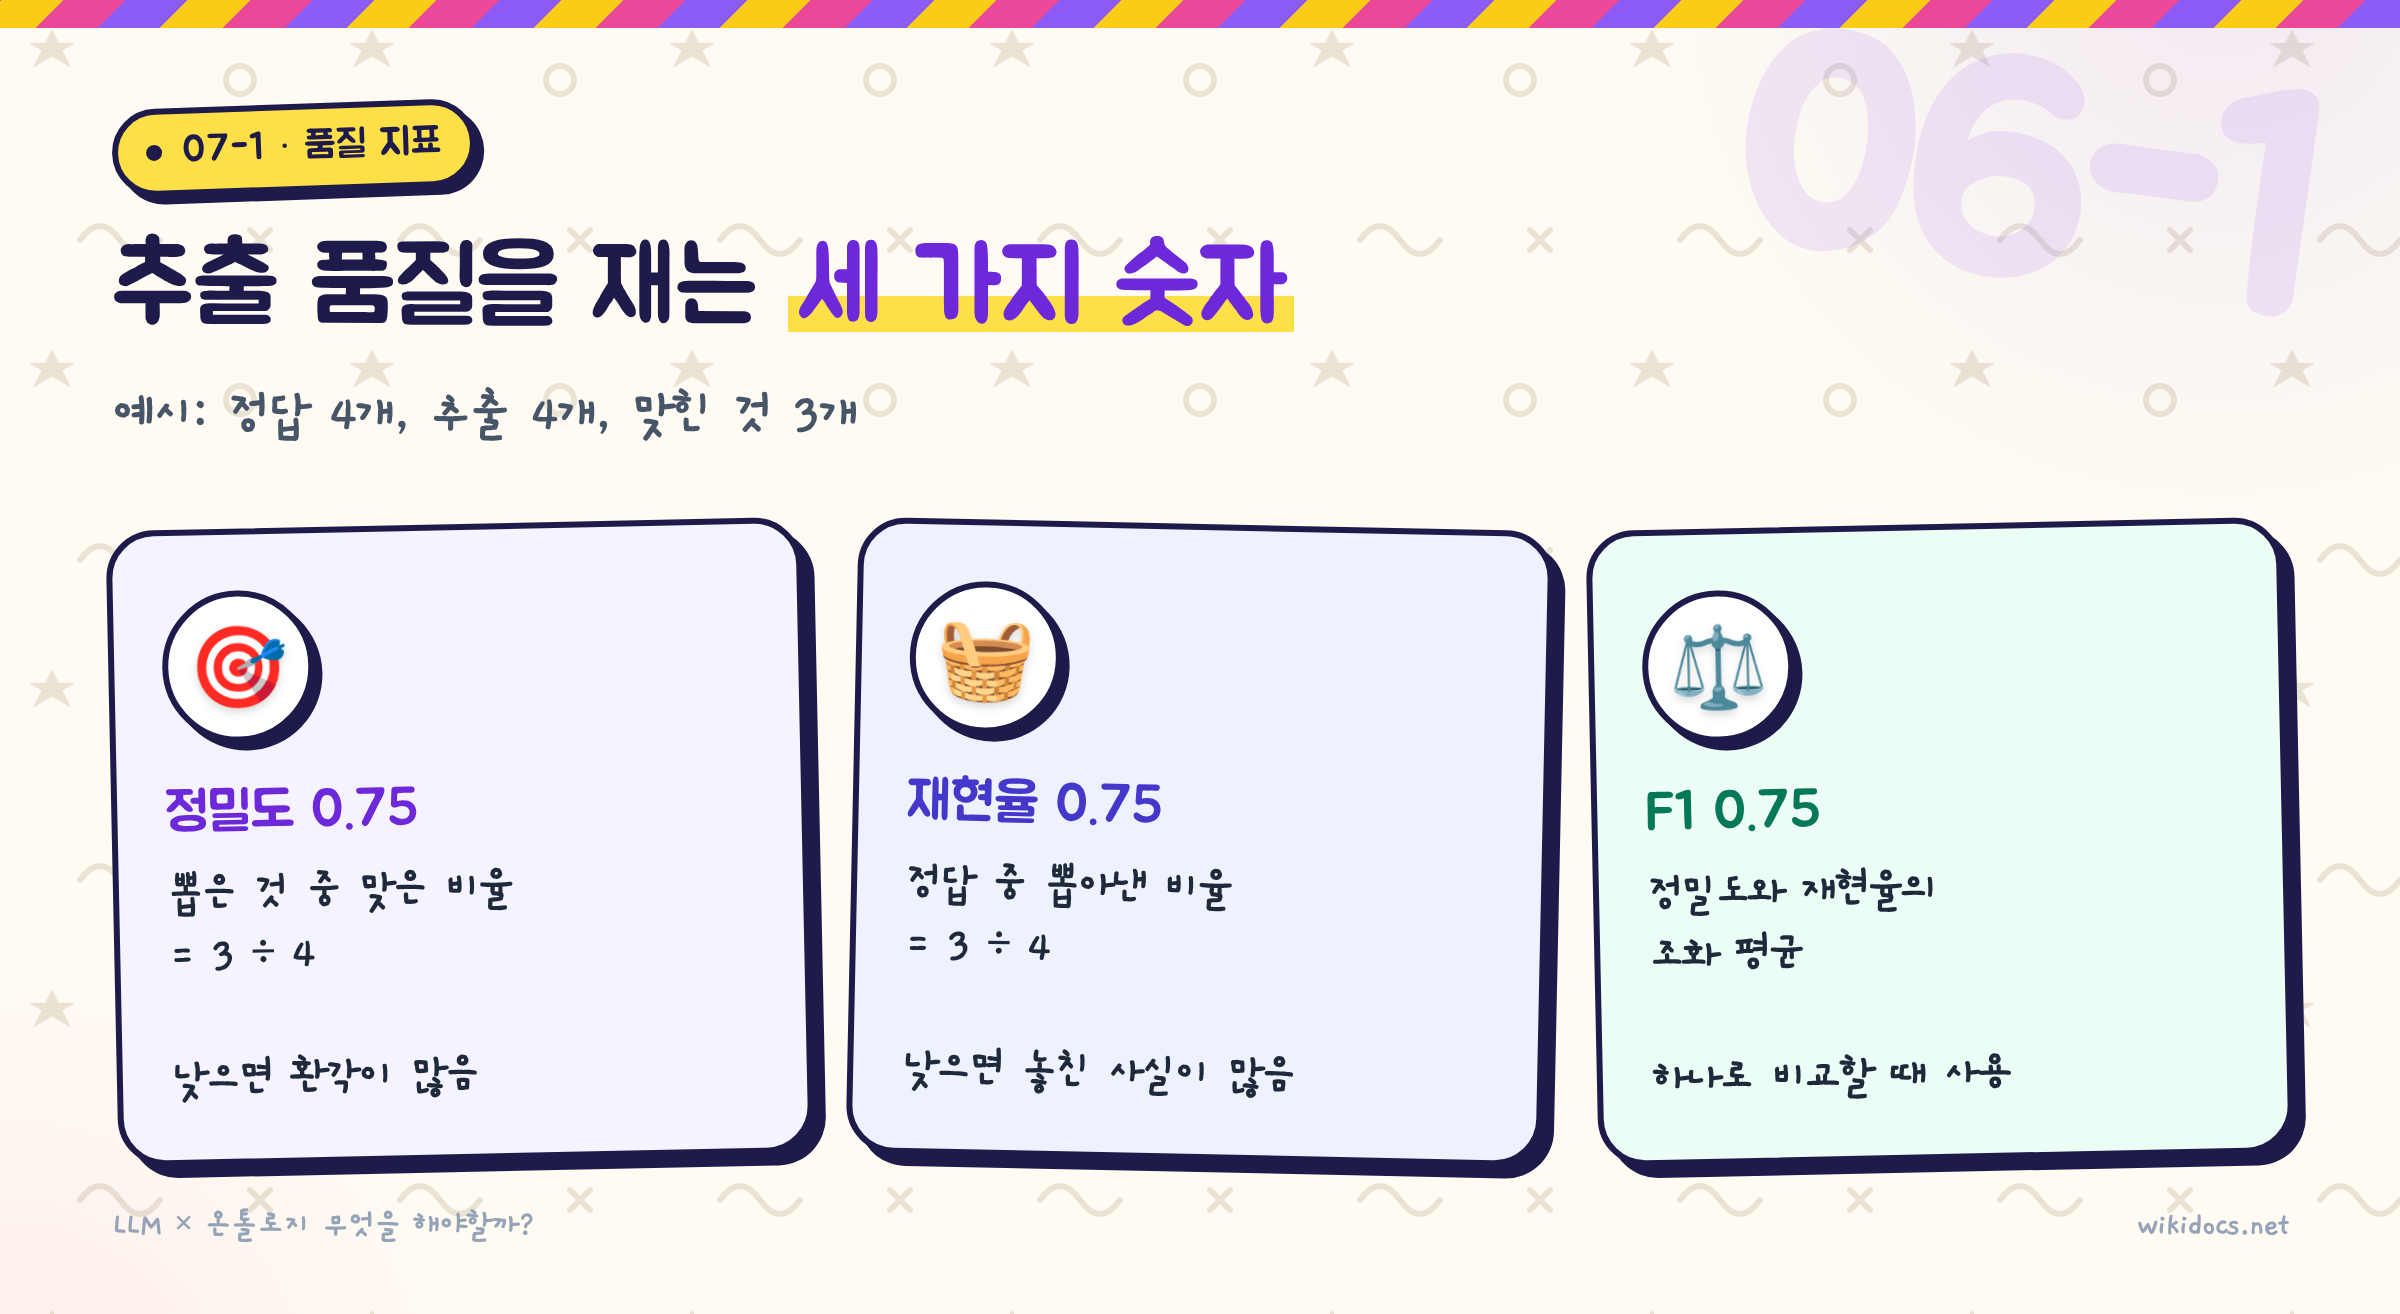 06-1
07-1 · 품질 지표
추출 품질을 재는 세 가지 숫자
예시: 정답 4개, 추출 4개, 맞힌 것 3개
정밀도 0.75
뽑은 것 중 맞은 비율
= 3 ÷ 4
낮으면 환각이 많음
재현율 0.75
정답 중 뽑아낸 비율
= 3 ÷ 4
낮으면 놓친 사실이 많음
F1 0.75
정밀도와 재현율의
조화 평균
하나로 비교할 때 사용
LLM × 온톨로지 무엇을 해야할까?
wikidocs.net